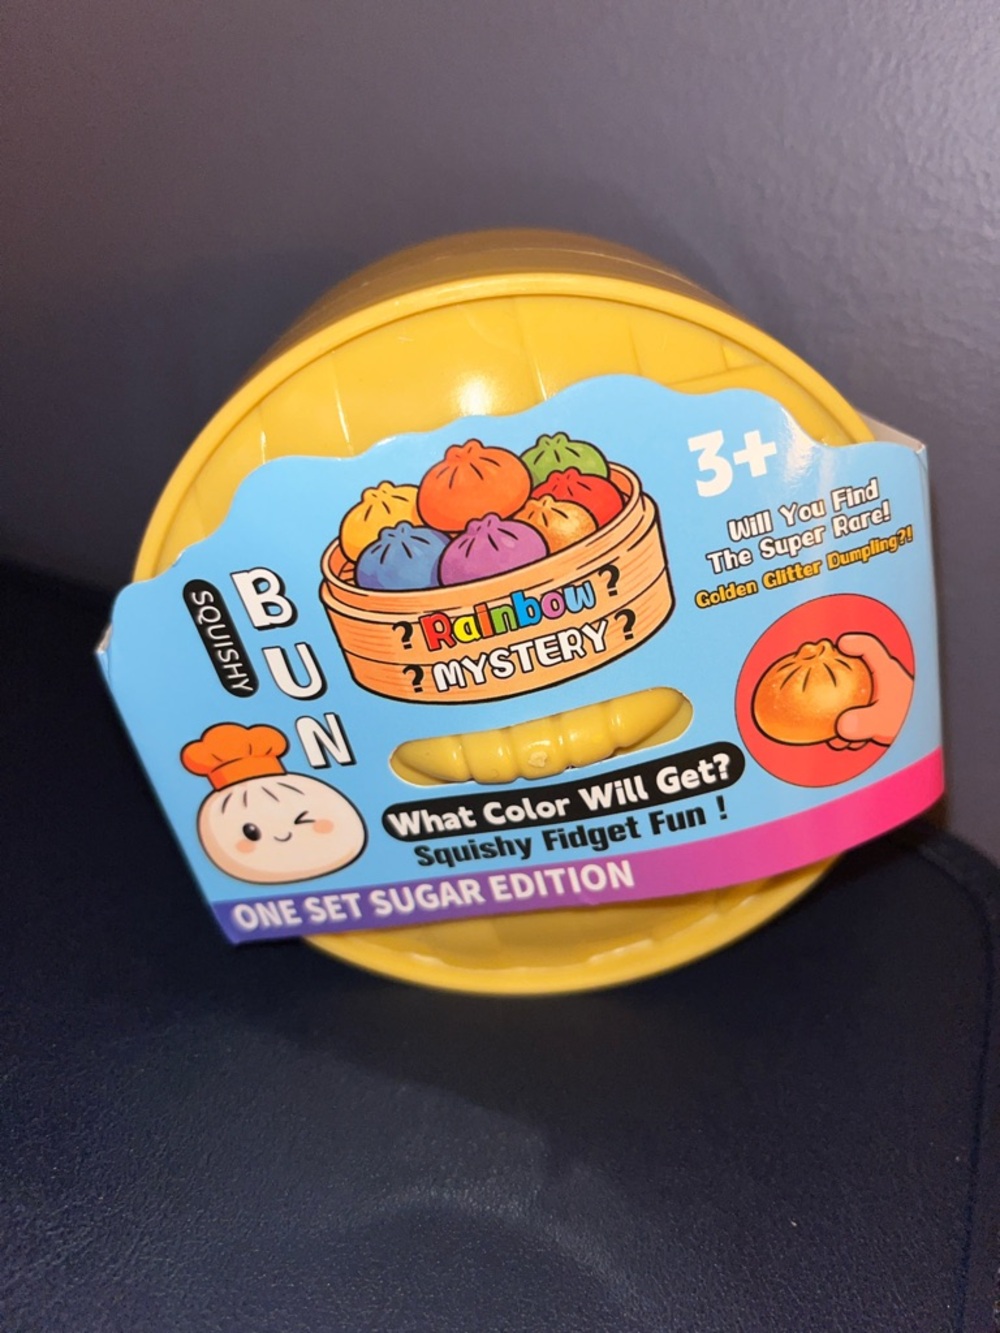 3+
Will You Find
The Super Rare!
Golden Glitter Dumpling?!
SQUISHY
BUN
? Rainbow ?
? MYSTERY ?
What Color Will Get?
Squishy Fidget Fun !
ONE SET SUGAR EDITION